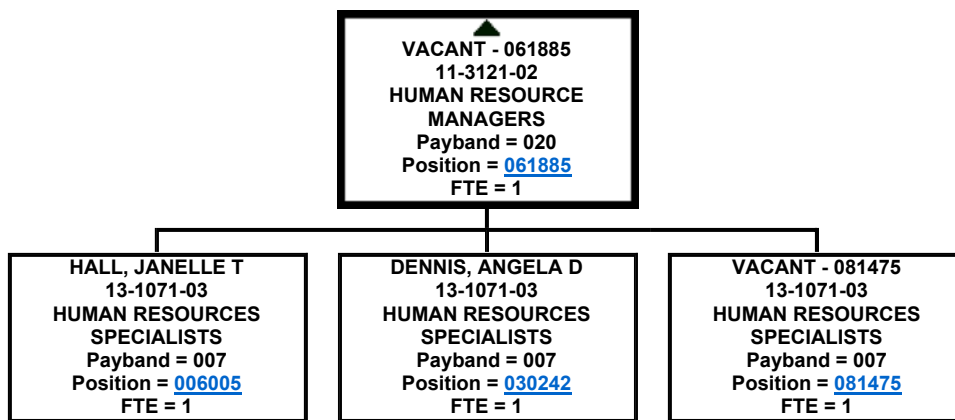 VACANT - 061885
11-3121-02
HUMAN RESOURCE
MANAGERS
Payband = 020
Position = 061885
FTE = 1
HALL, JANELLE T
13-1071-03
HUMAN RESOURCES
SPECIALISTS
Payband = 007
Position = 006005
FTE = 1
DENNIS, ANGELA D
13-1071-03
HUMAN RESOURCES
SPECIALISTS
Payband = 007
Position = 030242
FTE = 1
VACANT - 081475
13-1071-03
HUMAN RESOURCES
SPECIALISTS
Payband = 007
Position = 081475
FTE = 1